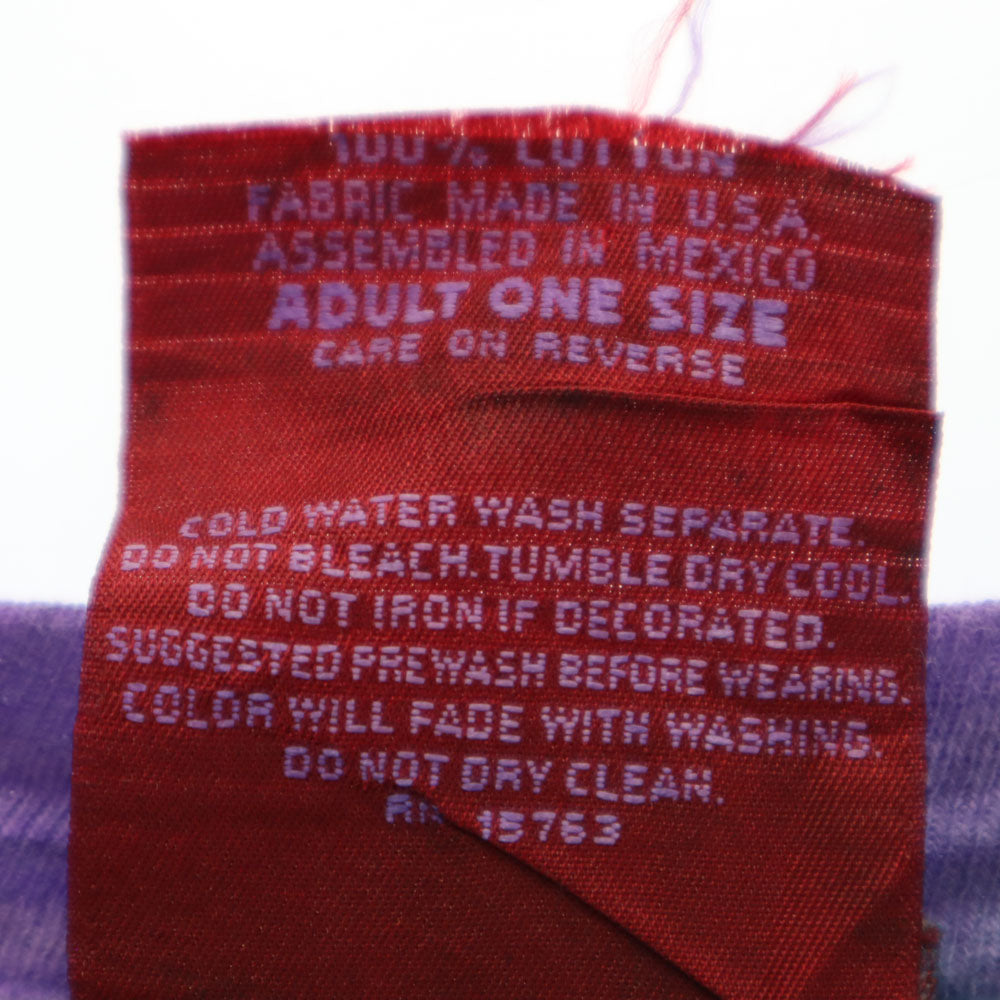 100% COTTON
FABRIC MADE IN U.S.A.
ASSEMBLED IN MEXICO
ADULT ONE SIZE
CARE ON REVERSE
COLD WATER WASH SEPARATE.
DO NOT BLEACH.TUMBLE DRY COOL.
DO NOT IRON IF DECORATED.
SUGGESTED PREWASH BEFORE WEARING.
COLOR WILL FADE WITH WASHING.
DO NOT DRY CLEAN.
RN 15763